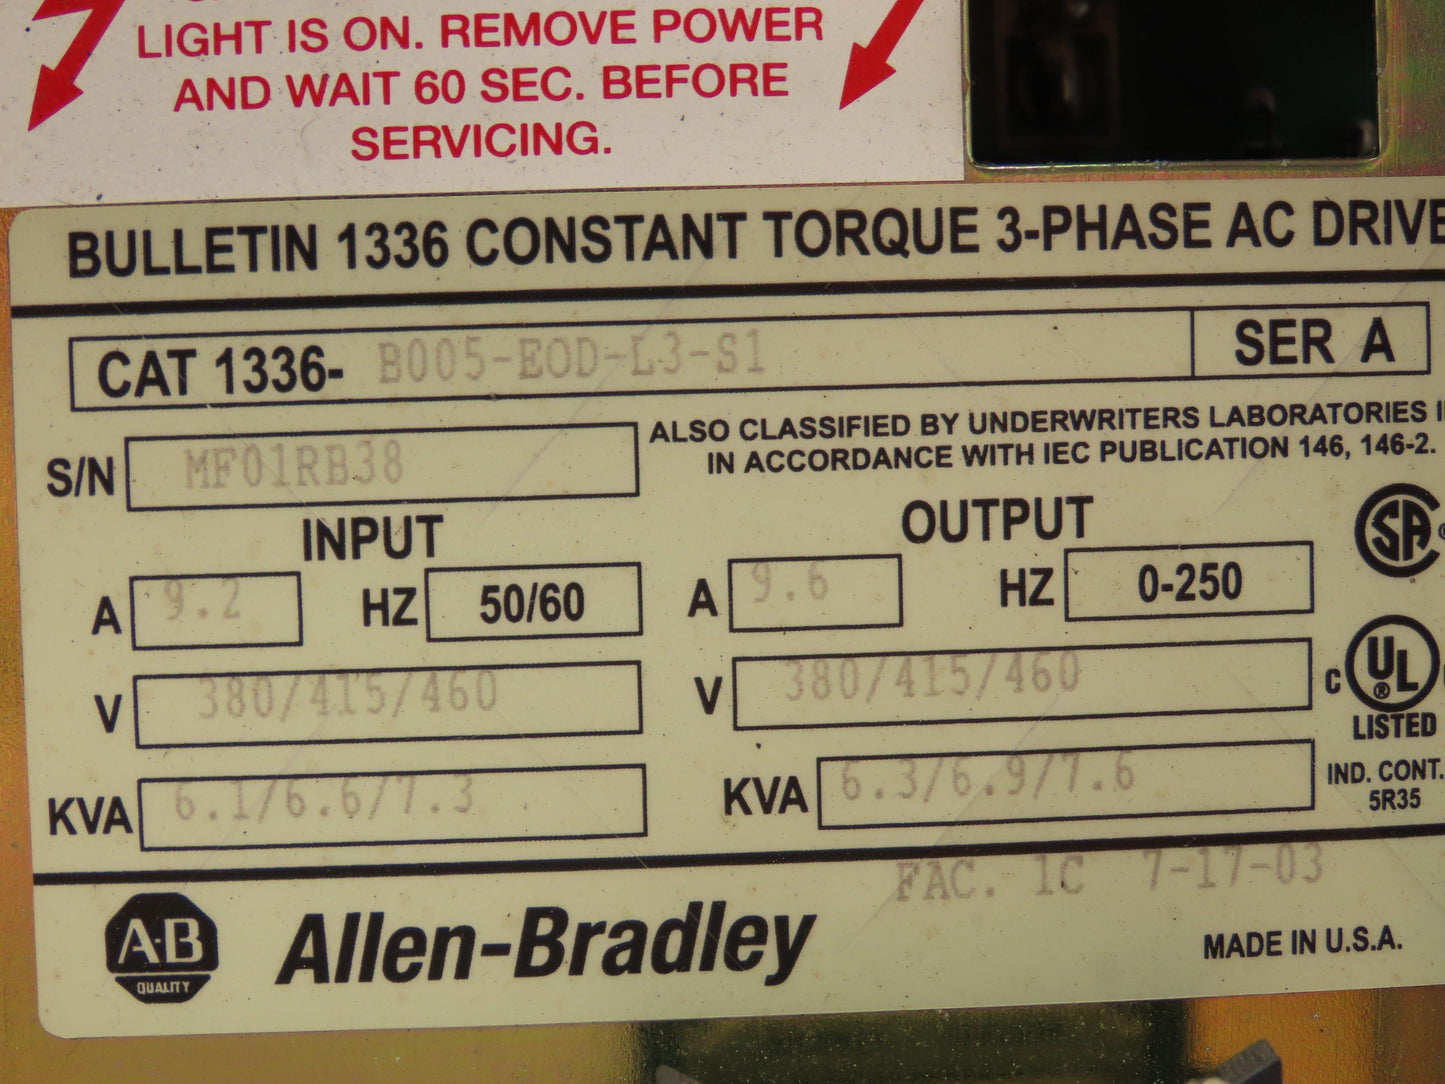 LIGHT IS ON. REMOVE POWER
AND WAIT 60 SEC. BEFORE
SERVICING.
BULLETIN 1336 CONSTANT TORQUE 3-PHASE AC DRIVE
CAT 1336- B005-EOD-L3-S1 SER A
ALSO CLASSIFIED BY UNDERWRITERS LABORATORIES
IN ACCORDANCE WITH IEC PUBLICATION 146, 146-2.
S/N MF01RB38
INPUT
OUTPUT
A 9.2 HZ 50/60 A 9.6 HZ 0-250
V 380/415/460 V 380/415/460
KVA 6.1/6.6/7.3 KVA 6.3/6.9/7.6
SA ®
C UL ®
LISTED
IND. CONT.
5R35
FAC. 1C 7-17-03
A-B
QUALITY
Allen-Bradley
MADE IN U.S.A.